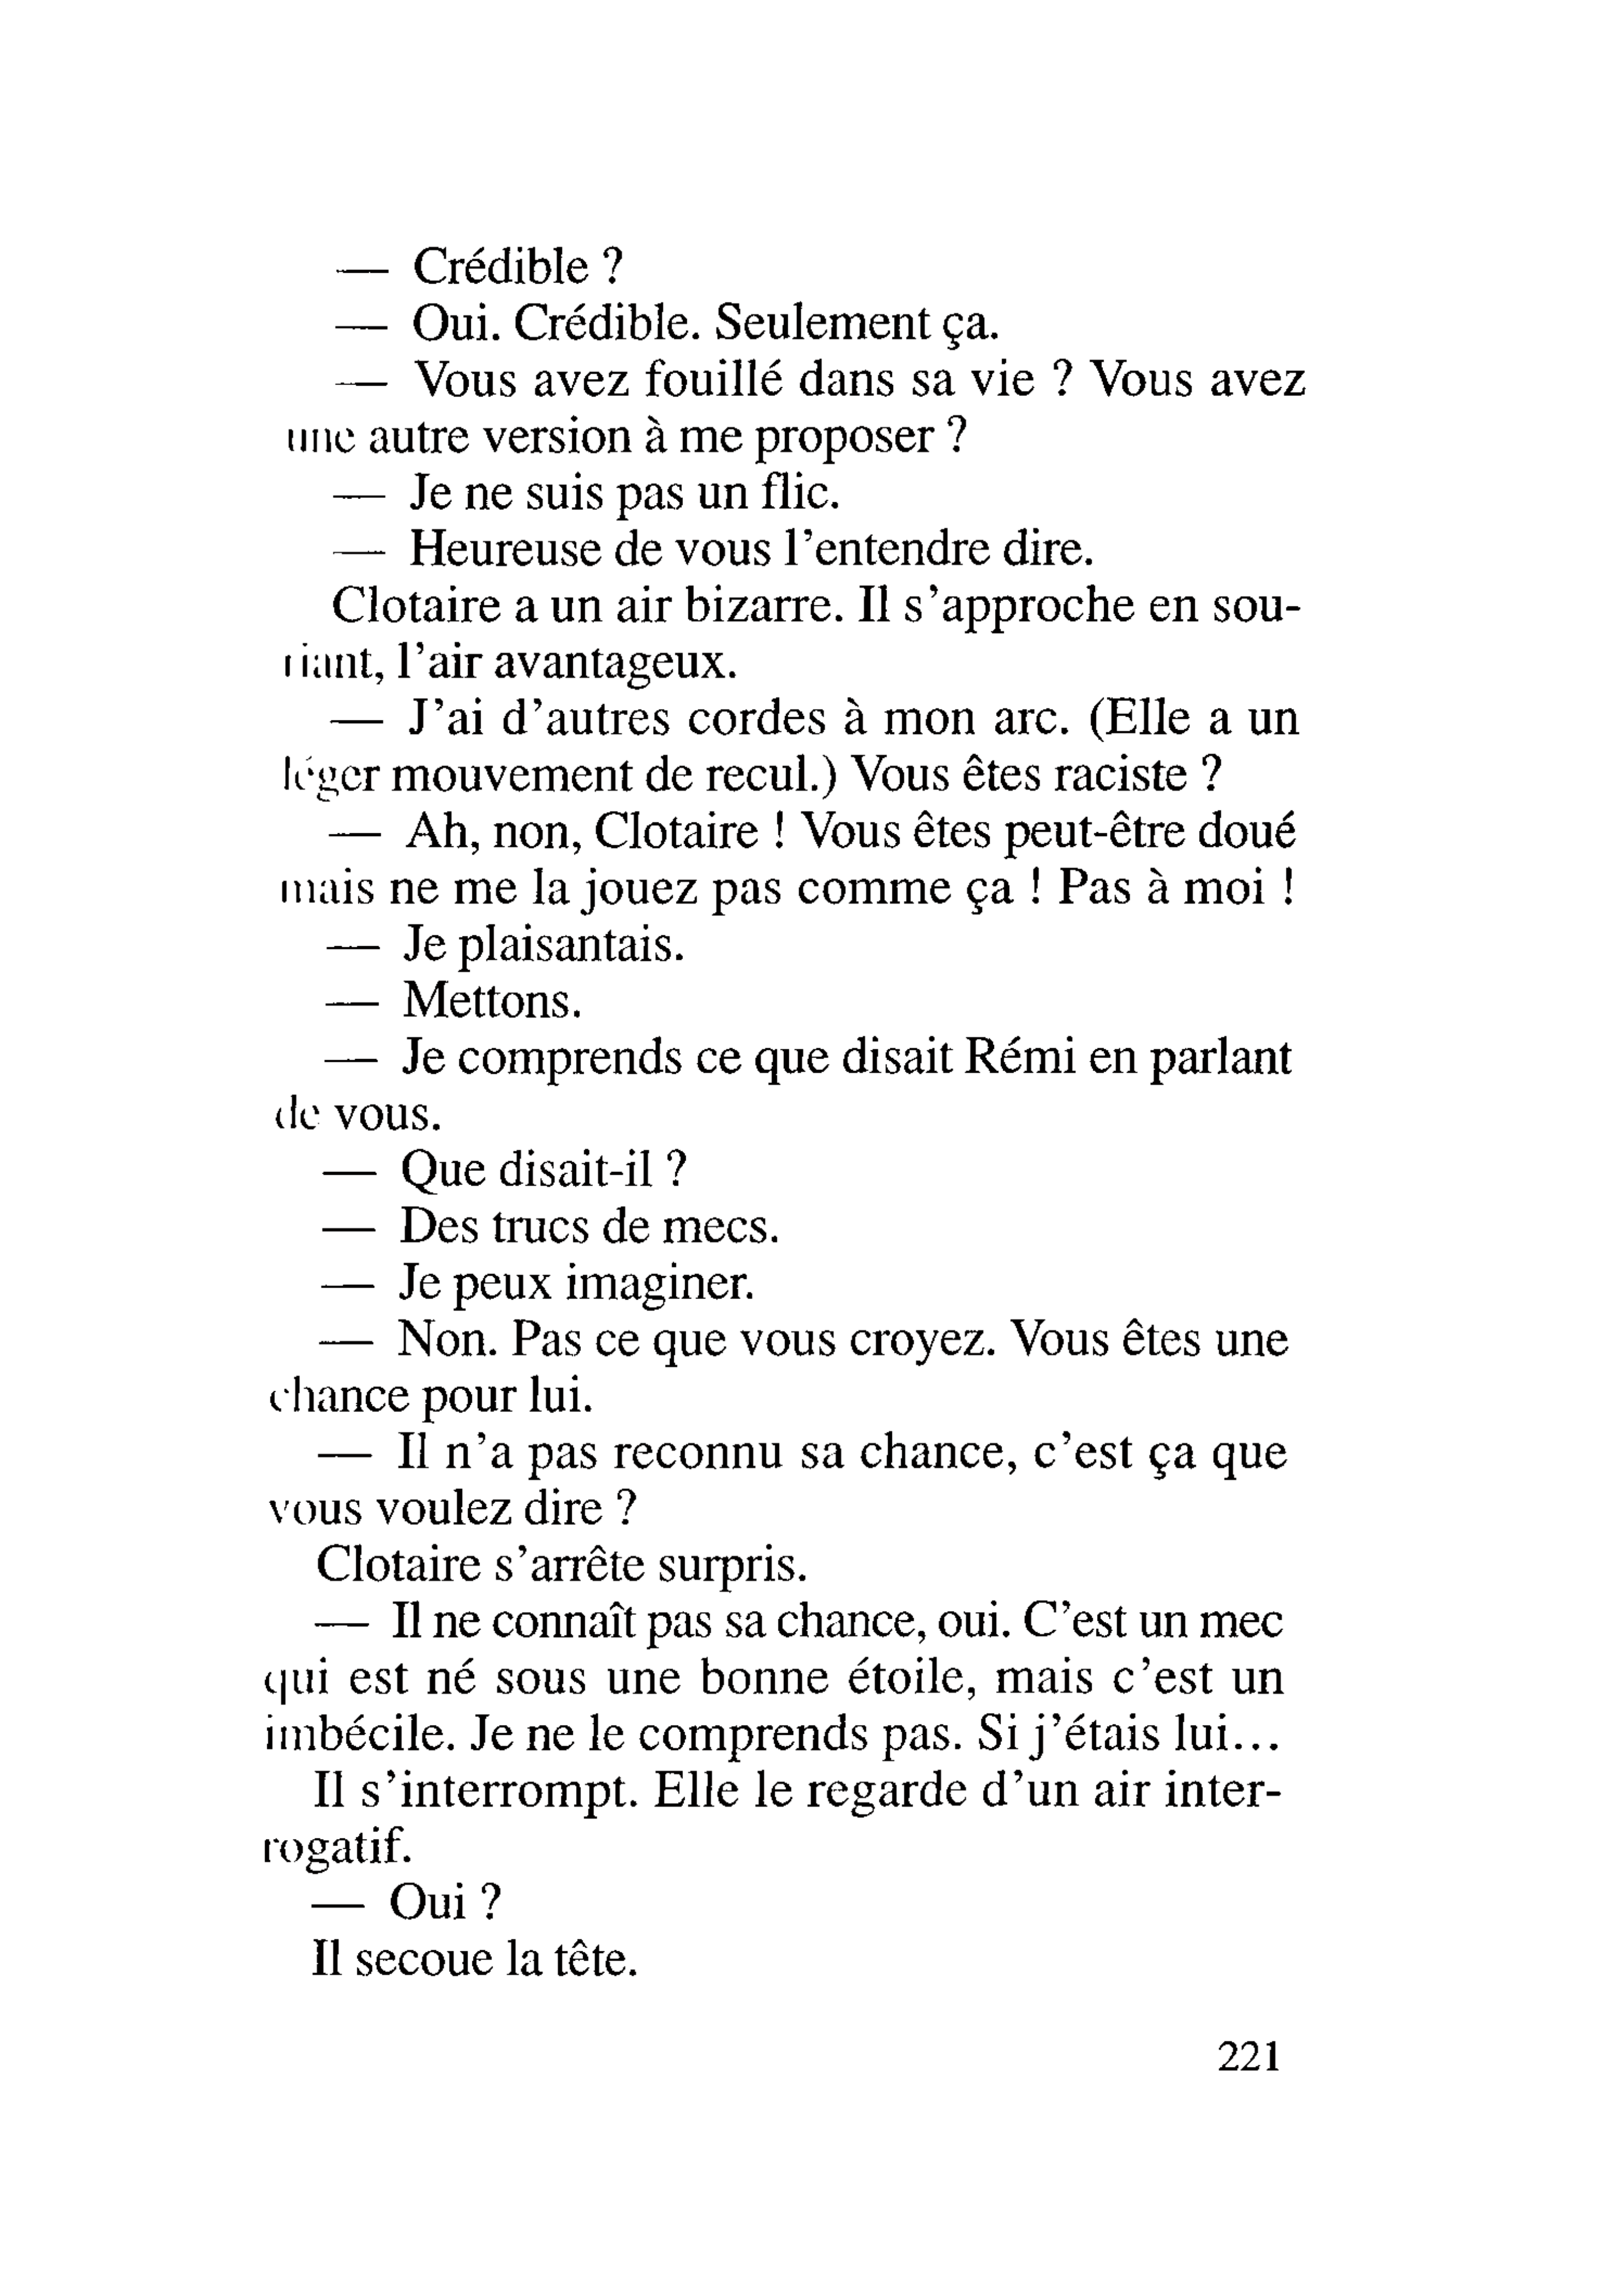 — Crédible ?
— Oui. Crédible. Seulement ça.
— Vous avez fouillé dans sa vie ? Vous avez
une autre version à me proposer ?
— Je ne suis pas un flic.
— Heureuse de vous l’entendre dire.
Clotaire a un air bizarre. Il s’approche en sou-
riant, l’air avantageux.
— J’ai d’autres cordes à mon arc. (Elle a un
léger mouvement de recul.) Vous êtes raciste ?
— Ah, non, Clotaire ! Vous êtes peut-être doué
mais ne me la jouez pas comme ça ! Pas à moi !
— Je plaisantais.
— Mettons.
— Je comprends ce que disait Rémi en parlant
de vous.
— Que disait-il ?
— Des trucs de mecs.
— Je peux imaginer.
— Non. Pas ce que vous croyez. Vous êtes une
chance pour lui.
— Il n’a pas reconnu sa chance, c’est ça que
vous voulez dire ?
Clotaire s’arrête surpris.
— Il ne connaît pas sa chance, oui. C’est un mec
qui est né sous une bonne étoile, mais c’est un
imbécile. Je ne le comprends pas. Si j’étais lui...
Il s’interrompt. Elle le regarde d’un air inter-
rogatif.
— Oui ?
Il secoue la tête.
221